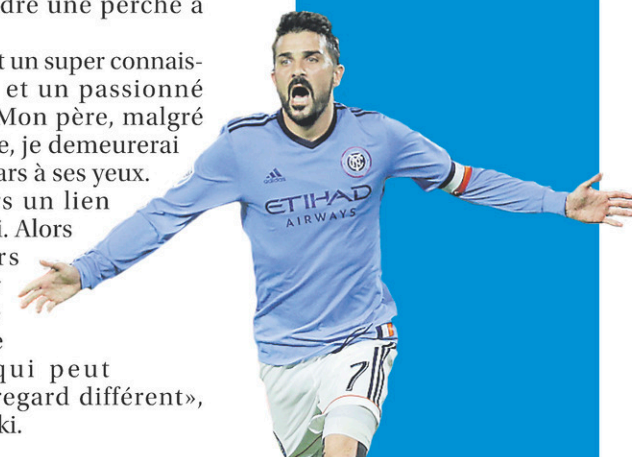 dre une perche à
t un super connais-
et un passionné
Mon père, malgré
e, je demeurerai
ars à ses yeux.
s un lien
i. Alors
rs
e
qui peut
regard différent»,
ki.
adidas
ETIHAD
AIRWAYS
7